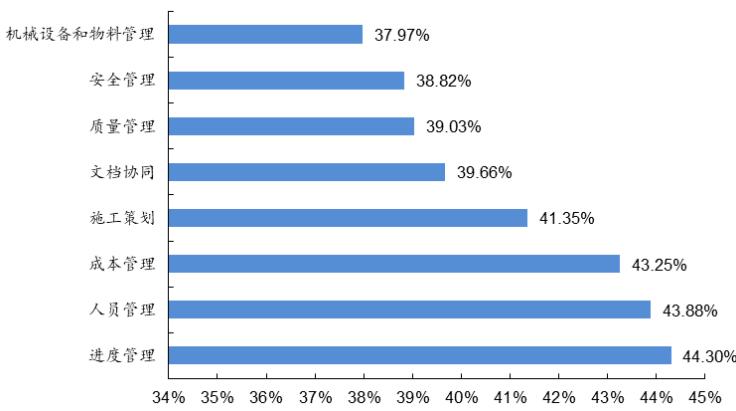 机械设备和物料管理 37.97%
安全管理 38.82%
质量管理 39.03%
文档协同 39.66%
施工策划 41.35%
成本管理 43.25%
人员管理 43.88%
进度管理 44.30%
34% 35% 36% 37% 38% 39% 40% 41% 42% 43% 44% 45%